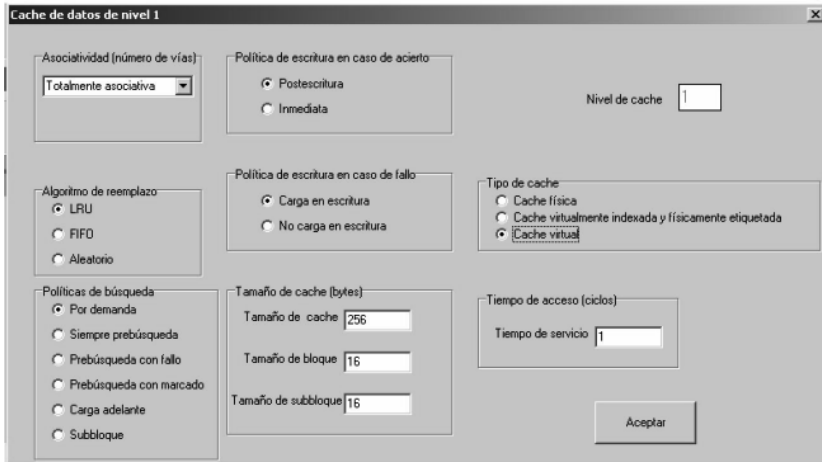 Cache de datos de nivel 1
Asociatividad (número de vías)
Totalmente asociativa
Política de escritura en caso de acierto
Postescritura
Inmediata
Nivel de cache
1
Algoritmo de reemplazo
LRU
FIFO
Aleatorio
Política de escritura en caso de fallo
Carga en escritura
No carga en escritura
Tipo de cache
Cache física
Cache virtualmente indexada y físicamente etiquetada
Cache virtual
Políticas de búsqueda
Por demanda
Siempre prebúsqueda
Prebúsqueda con fallo
Prebúsqueda con marcado
Carga adelante
Subbloque
Tamaño de cache (bytes)
Tamaño de cache 256
Tamaño de bloque 16
Tamaño de subbloque 16
Tiempo de acceso (ciclos)
Tiempo de servicio 1
Aceptar